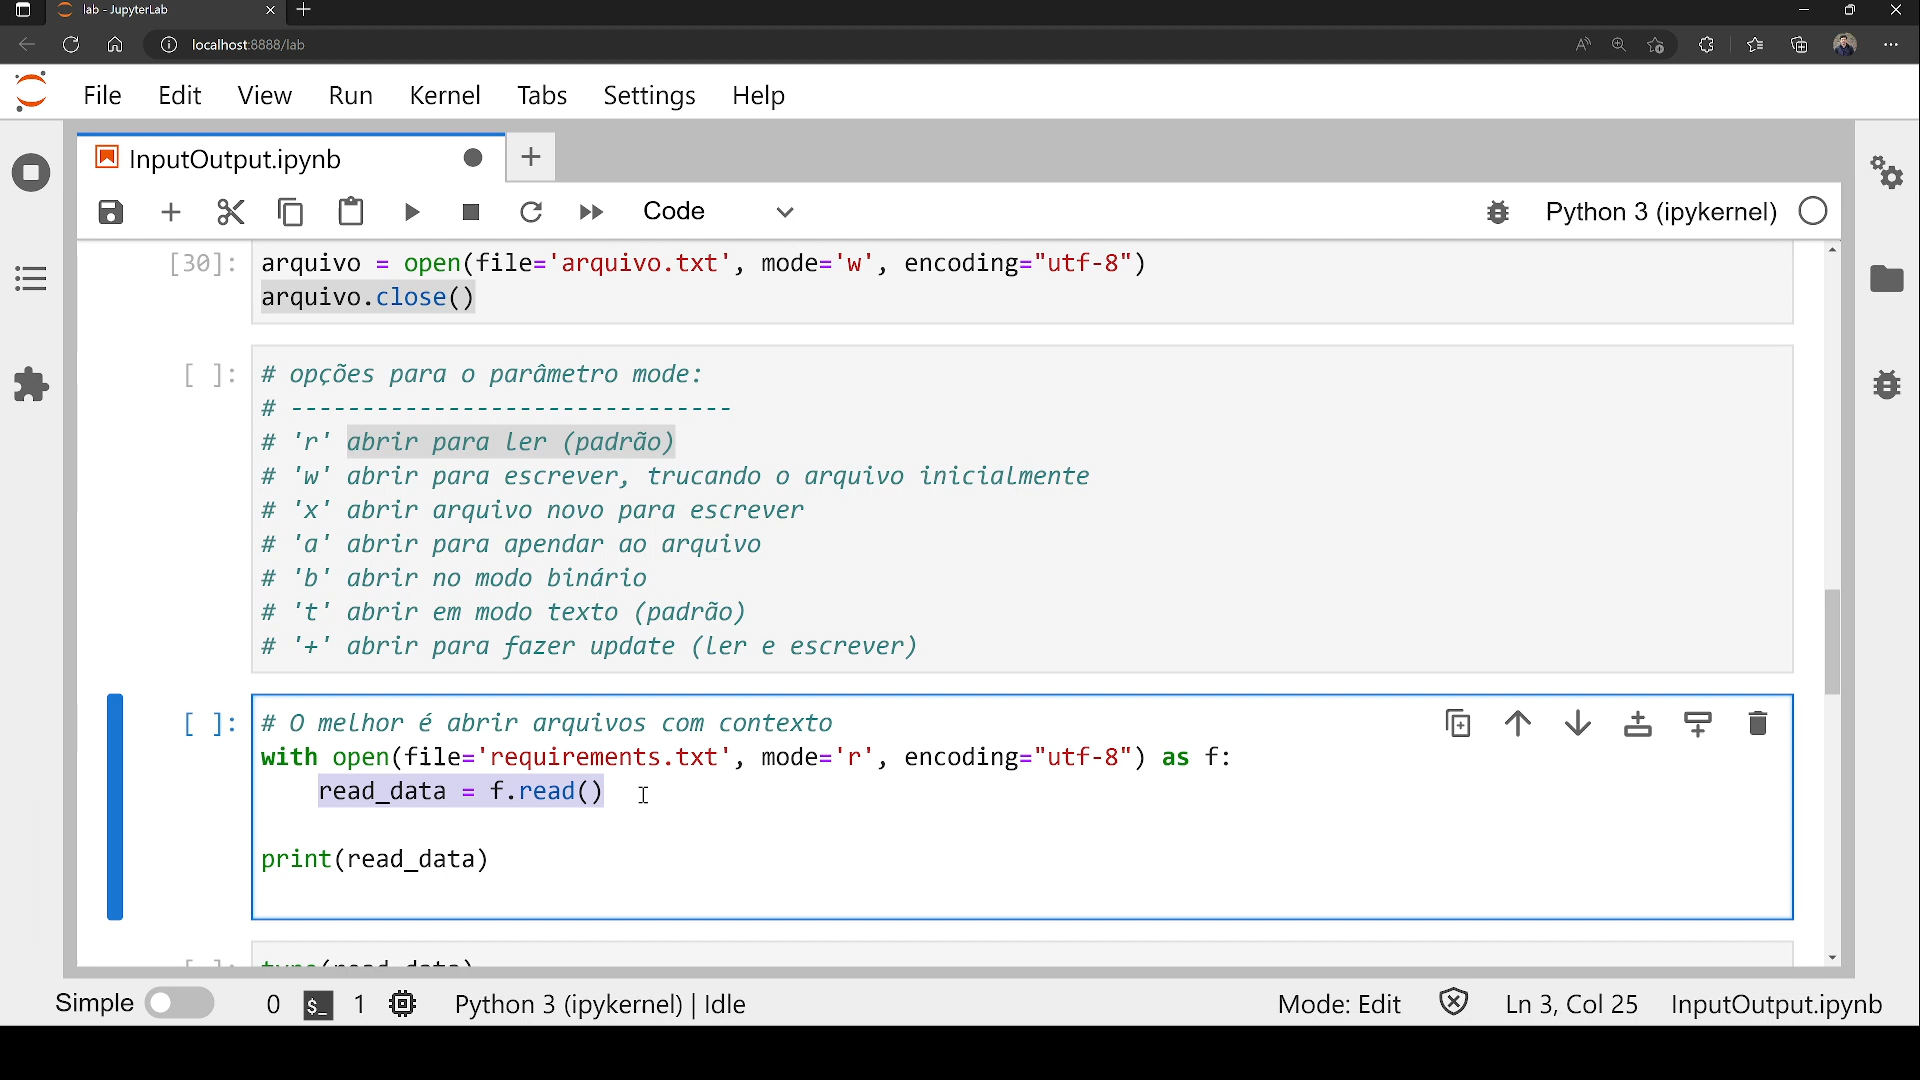 lab - JupyterLab
localhost:8888/lab
File Edit View Run Kernel Tabs Settings Help
InputOutput.ipynb
Code
Python 3 (ipykernel)
[30]: arquivo = open(file='arquivo.txt', mode='w', encoding="utf-8")
arquivo.close()
[ ]: # opções para o parâmetro mode:
# -------------------------------
# 'r' abrir para ler (padrão)
# 'w' abrir para escrever, trucando o arquivo inicialmente
# 'x' abrir arquivo novo para escrever
# 'a' abrir para apendar ao arquivo
# 'b' abrir no modo binário
# 't' abrir em modo texto (padrão)
# '+' abrir para fazer update (ler e escrever)
[ ]: # O melhor é abrir arquivos com contexto
with open(file='requirements.txt', mode='r', encoding="utf-8") as f:
read_data = f.read()
print(read_data)
[ ]: type(read_data)
Simple 0 $_ 1 Python 3 (ipykernel) | Idle Mode: Edit Ln 3, Col 25 InputOutput.ipynb